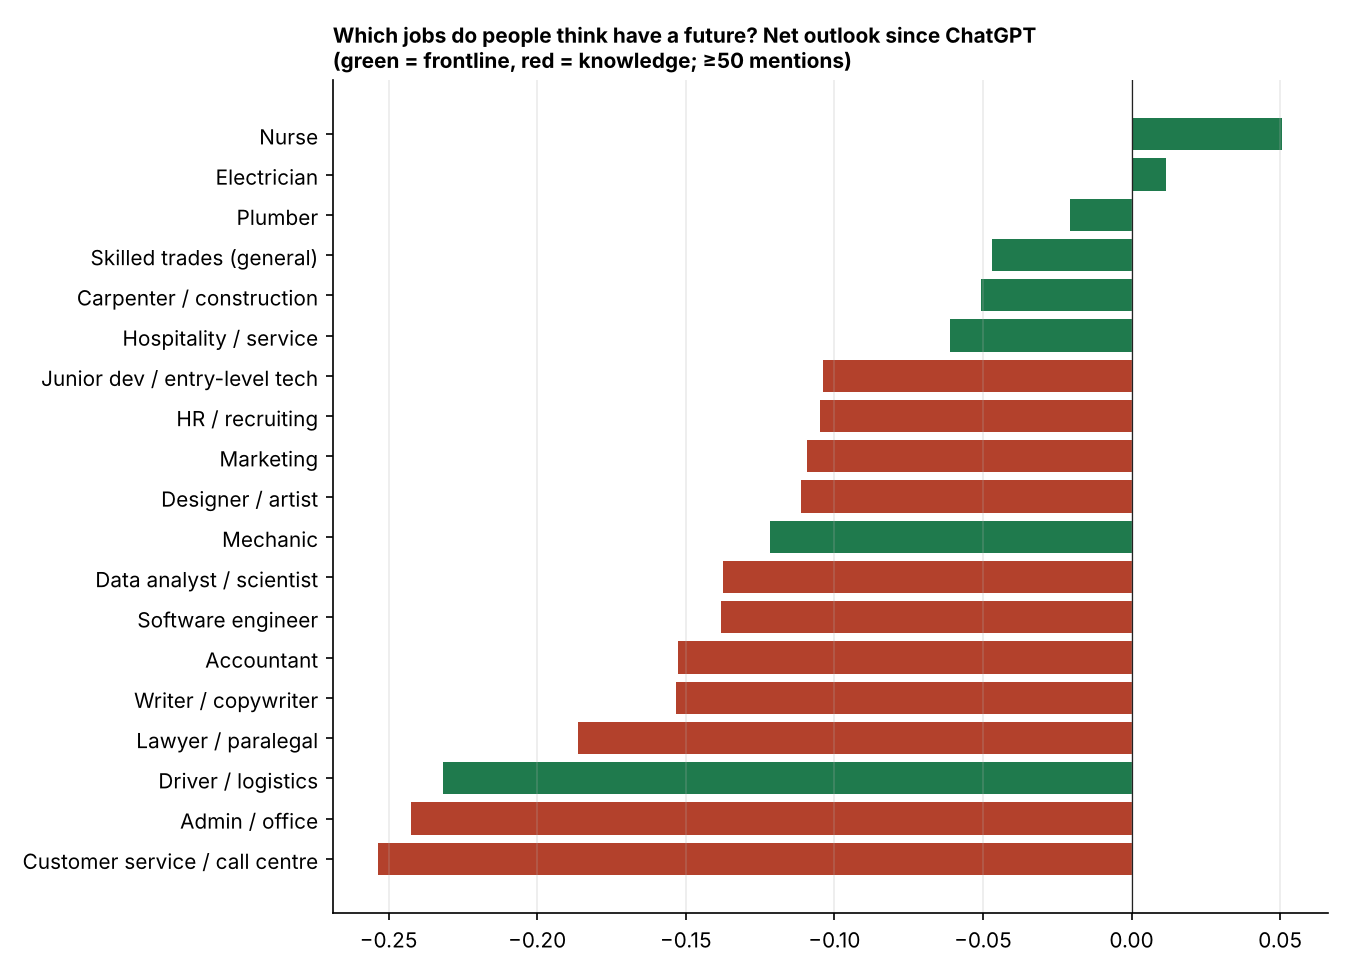 Which jobs do people think have a future? Net outlook since ChatGPT
(green = frontline, red = knowledge; ≥50 mentions)
Nurse
Electrician
Plumber
Skilled trades (general)
Carpenter / construction
Hospitality / service
Junior dev / entry-level tech
HR / recruiting
Marketing
Designer / artist
Mechanic
Data analyst / scientist
Software engineer
Accountant
Writer / copywriter
Lawyer / paralegal
Driver / logistics
Admin / office
Customer service / call centre
−0.25 −0.20 −0.15 −0.10 −0.05 0.00 0.05